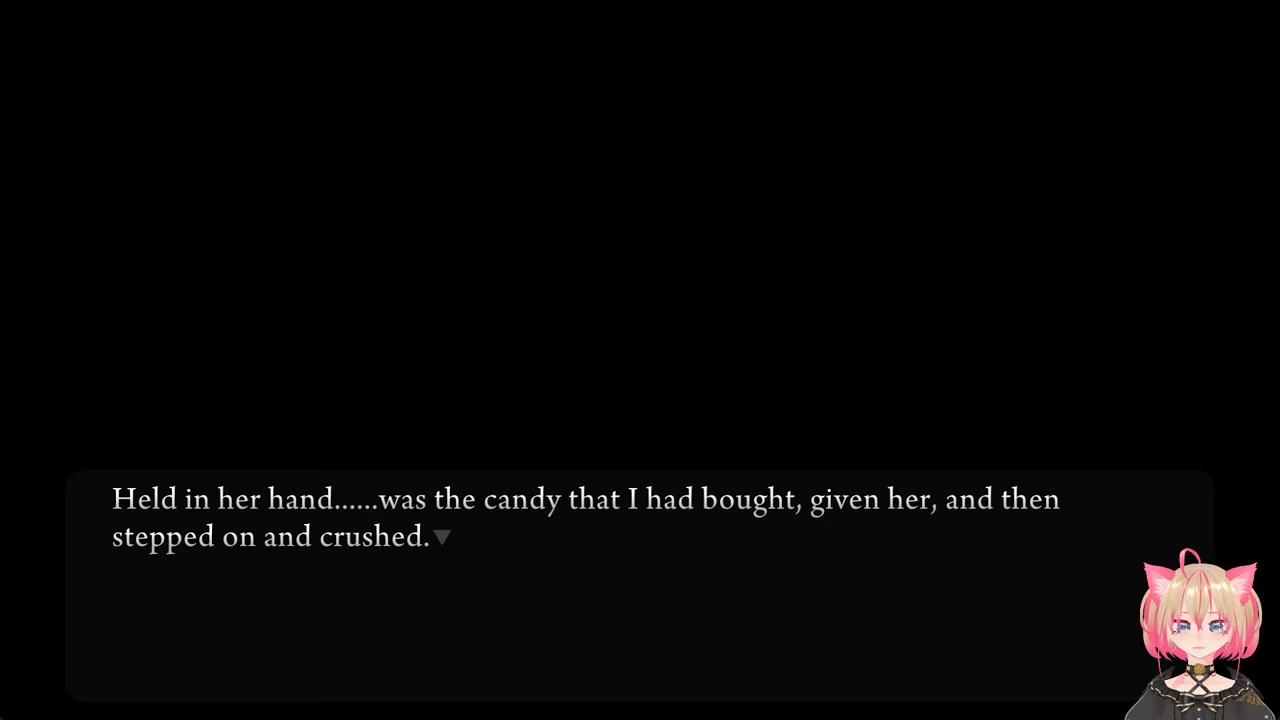 Held in her hand......was the candy that I had bought, given her, and then
stepped on and crushed.